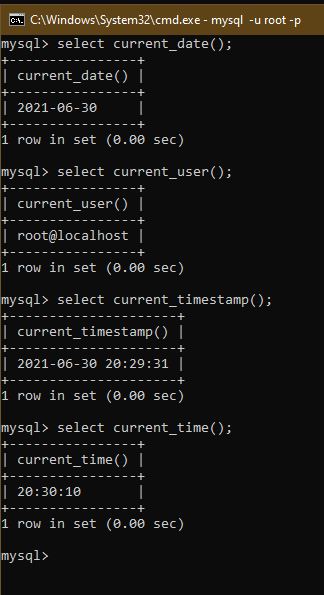 C:\Windows\System32\cmd.exe - mysql  -u root -p
mysql> select current_date();
+----------------+
| current_date() |
+----------------+
| 2021-06-30     |
+----------------+
1 row in set (0.00 sec)

mysql> select current_user();
+----------------+
| current_user() |
+----------------+
| root@localhost |
+----------------+
1 row in set (0.00 sec)

mysql> select current_timestamp();
+---------------------+
| current_timestamp() |
+---------------------+
| 2021-06-30 20:29:31 |
+---------------------+
1 row in set (0.00 sec)

mysql> select current_time();
+----------------+
| current_time() |
+----------------+
| 20:30:10       |
+----------------+
1 row in set (0.00 sec)

mysql>